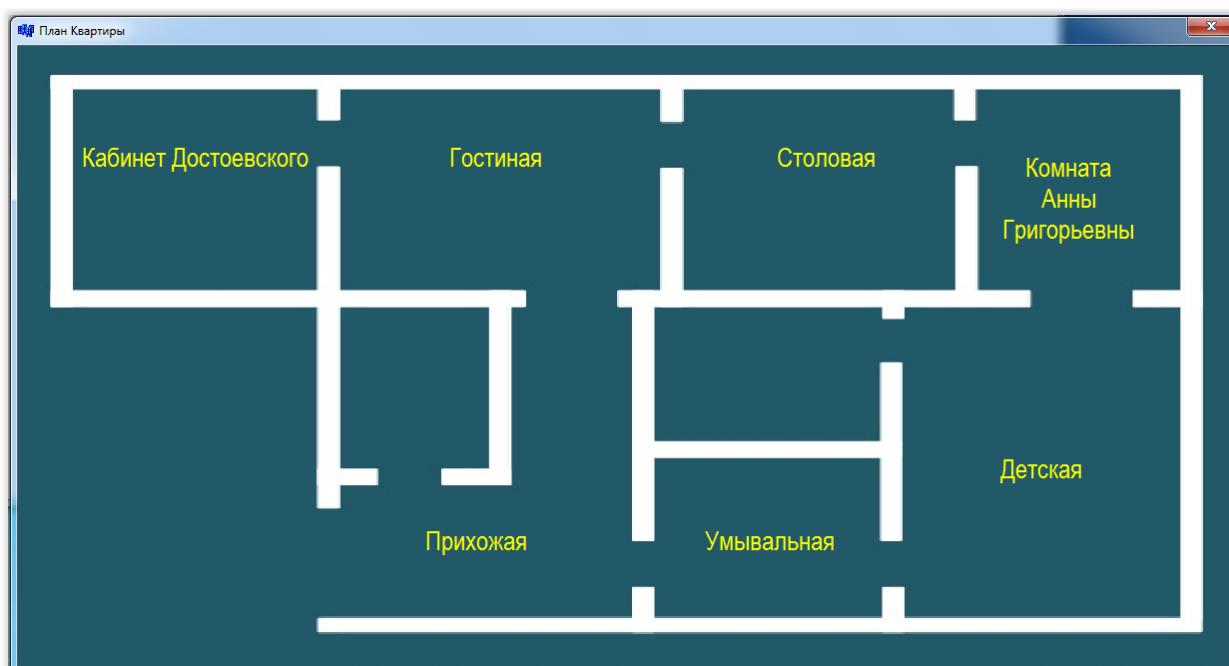 План Квартиры
Кабинет Достоевского
Гостиная
Столовая
Комната
Анны
Григорьевны
Детская
Прихожая
Умывальная